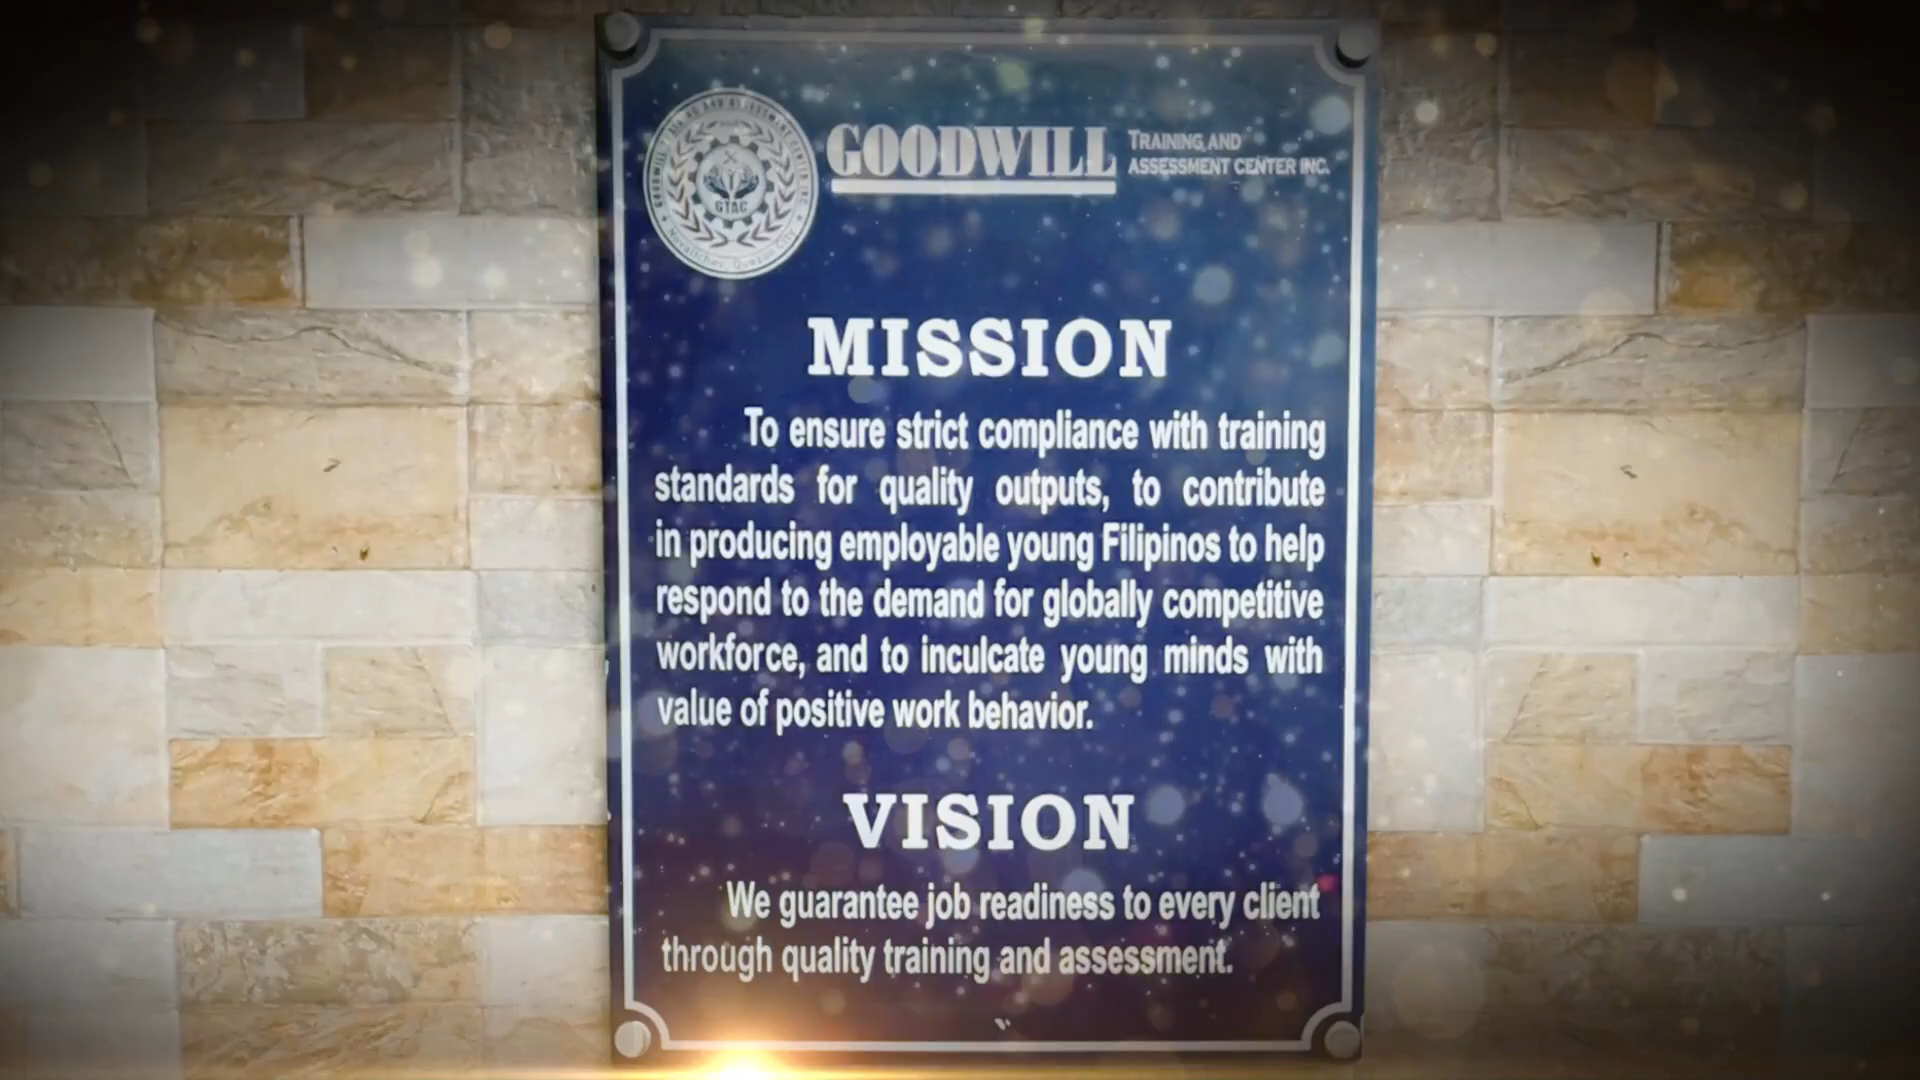 GOODWILL
TRAINING AND
ASSESSMENT CENTER INC.
GTAC
Novaliches, Quezon City
MISSION
To ensure strict compliance with training
standards for quality outputs, to contribute
in producing employable young Filipinos to help
respond to the demand for globally competitive
workforce, and to inculcate young minds with
value of positive work behavior.
VISION
We guarantee job readiness to every client
through quality training and assessment.